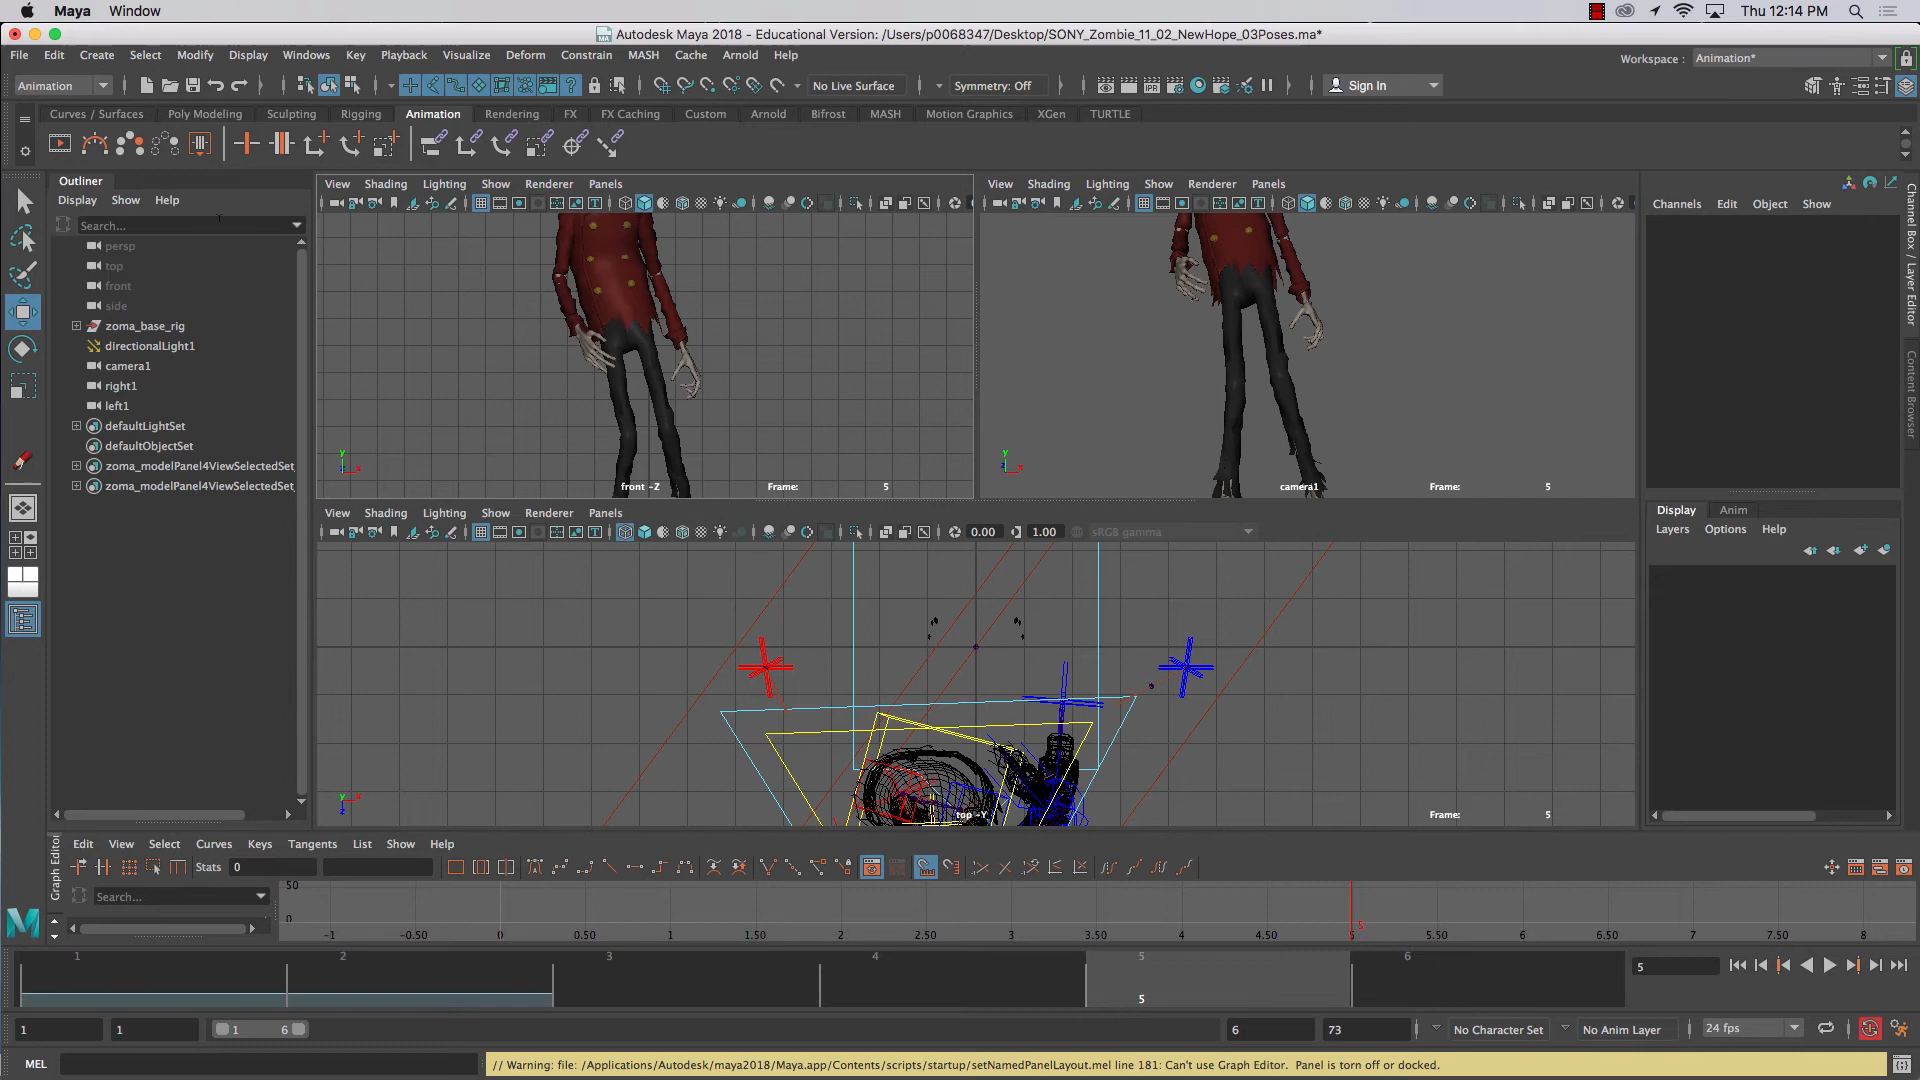 Maya Window Thu 12:14 PM
Autodesk Maya 2018 - Educational Version: /Users/p0068347/Desktop/SONY_Zombie_11_02_NewHope_03Poses.ma*
File Edit Create Select Modify Display Windows Key Playback Visualize Deform Constrain MASH Cache Arnold Help Workspace : Animation*
Animation No Live Surface Symmetry: Off Sign In
Curves / Surfaces Poly Modeling Sculpting Rigging Animation Rendering FX FX Caching Custom Arnold Bifrost MASH Motion Graphics XGen TURTLE
Outliner
Display Show Help
Search...
persp
top
front
side
zoma_base_rig
directionalLight1
camera1
right1
left1
defaultLightSet
defaultObjectSet
zoma_modelPanel4ViewSelectedSet
zoma_modelPanel4ViewSelectedSet
View Shading Lighting Show Renderer Panels
front -Z Frame: 5
View Shading Lighting Show Renderer Panels
camera1 Frame: 5
View Shading Lighting Show Renderer Panels
0.00 1.00 sRGB gamma
top -Y Frame: 5
Channels Edit Object Show
Channel Box / Layer Editor
Content Browser
Display Anim
Layers Options Help
Graph Editor
Edit View Select Curves Keys Tangents List Show Help
Stats 0
Search...
50
0
-1 -0.50 0 0.50 1 1.50 2 2.50 3 3.50 4 4.50 5 5.50 6 6.50 7 7.50 8
5
1 2 3 4 5 6
5
5
1 1 1 6 6 73 No Character Set No Anim Layer 24 fps
MEL // Warning: file: /Applications/Autodesk/maya2018/Maya.app/Contents/scripts/startup/setNamedPanelLayout.mel line 181: Can't use Graph Editor. Panel is torn off or docked.